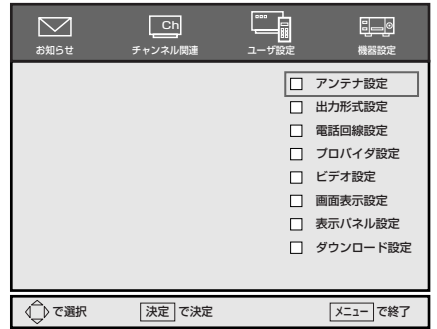 Ch
お知らせ チャンネル関連 ユーザ設定 機器設定
アンテナ設定
出力形式設定
電話回線設定
プロバイダ設定
ビデオ設定
画面表示設定
表示パネル設定
ダウンロード設定
で選択 決定 で決定 メニュー で終了